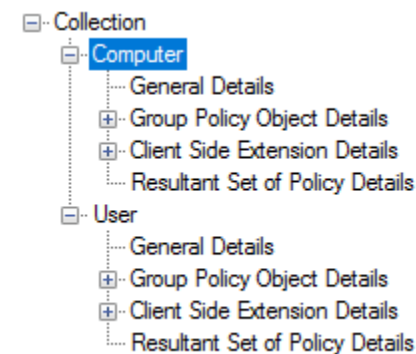 Collection
Computer
General Details
Group Policy Object Details
Client Side Extension Details
Resultant Set of Policy Details
User
General Details
Group Policy Object Details
Client Side Extension Details
Resultant Set of Policy Details